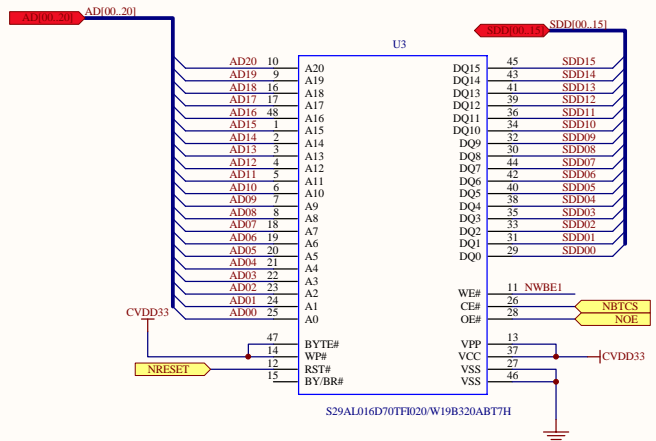 AD[00..20] AD[00..20]
SDD[00..15] SDD[00..15]
U3
AD20 10 A20 DQ15 45 SDD15
AD19 9 A19 DQ14 43 SDD14
AD18 16 A18 DQ13 41 SDD13
AD17 17 A17 DQ12 39 SDD12
AD16 48 A16 DQ11 36 SDD11
AD15 1 A15 DQ10 34 SDD10
AD14 2 A14 DQ9 32 SDD09
AD13 3 A13 DQ8 30 SDD08
AD12 4 A12 DQ7 44 SDD07
AD11 5 A11 DQ6 42 SDD06
AD10 6 A10 DQ5 40 SDD05
AD09 7 A9 DQ4 38 SDD04
AD08 8 A8 DQ3 35 SDD03
AD07 18 A7 DQ2 33 SDD02
AD06 19 A6 DQ1 31 SDD01
AD05 20 A5 DQ0 29 SDD00
AD04 21 A4
AD03 22 A3
AD02 23 A2 WE# 11 NWBE1
AD01 24 A1 CE# 26 NBTCS
AD00 25 A0 OE# 28 NOE
CVDD33
47 BYTE# VPP 13
14 WP# VCC 37 CVDD33
NRESET 12 RST# VSS 27
15 BY/BR# VSS 46
S29AL016D70TFI020/W19B320ABT7H